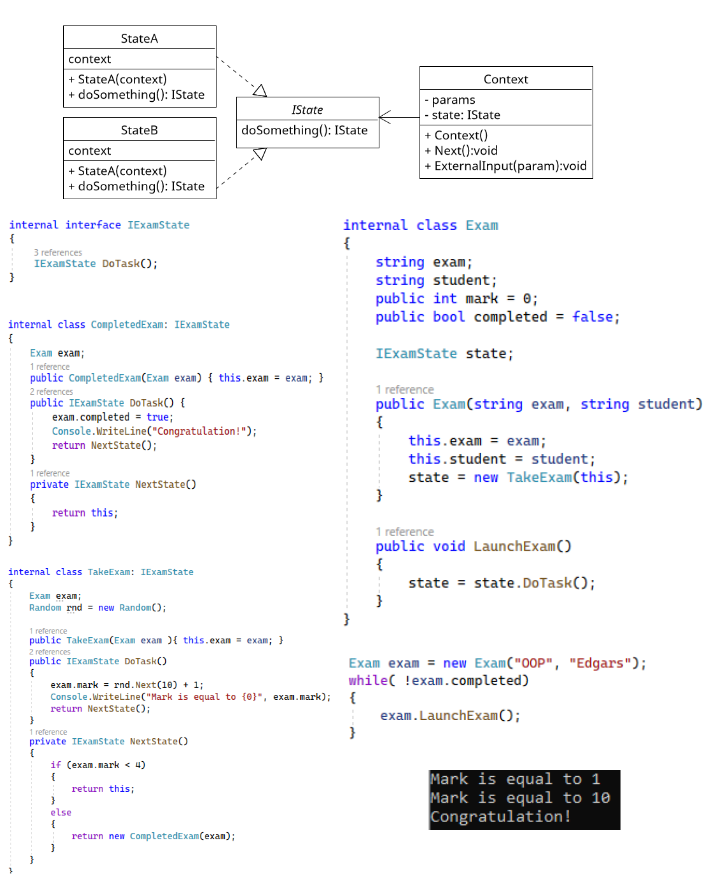 StateA
context
+ StateA(context)
+ doSomething(): IState
StateB
context
+ StateA(context)
+ doSomething(): IState
IState
doSomething(): IState
Context
- params
- state: IState
+ Context()
+ Next():void
+ ExternalInput(param):void
internal interface IExamState
{
3 references
IExamState DoTask();
}
internal class CompletedExam: IExamState
{
Exam exam;
1 reference
public CompletedExam(Exam exam) { this.exam = exam; }
2 references
public IExamState DoTask() {
exam.completed = true;
Console.WriteLine("Congratulation!");
return NextState();
}
1 reference
private IExamState NextState()
{
return this;
}
}
internal class TakeExam: IExamState
{
Exam exam;
Random rnd = new Random();
1 reference
public TakeExam(Exam exam ){ this.exam = exam; }
2 references
public IExamState DoTask()
{
exam.mark = rnd.Next(10) + 1;
Console.WriteLine("Mark is equal to {0}", exam.mark);
return NextState();
}
1 reference
private IExamState NextState()
{
if (exam.mark < 4)
{
return this;
}
else
{
return new CompletedExam(exam);
}
}
}
internal class Exam
{
string exam;
string student;
public int mark = 0;
public bool completed = false;
IExamState state;
1 reference
public Exam(string exam, string student)
{
this.exam = exam;
this.student = student;
state = new TakeExam(this);
}
1 reference
public void LaunchExam()
{
state = state.DoTask();
}
}
Exam exam = new Exam("OOP", "Edgars");
while( !exam.completed)
{
exam.LaunchExam();
}
Mark is equal to 1
Mark is equal to 10
Congratulation!